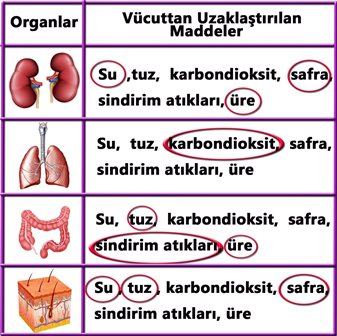 Organlar
Vücuttan Uzaklaştırılan
Maddeler
Su ,tuz, karbondioksit, safra,
sindirim atıkları, üre
Su, tuz, karbondioksit, safra,
sindirim atıkları, üre
Su, tuz, karbondioksit, safra,
sindirim atıkları, üre
Su, tuz, karbondioksit, safra,
sindirim atıkları, üre